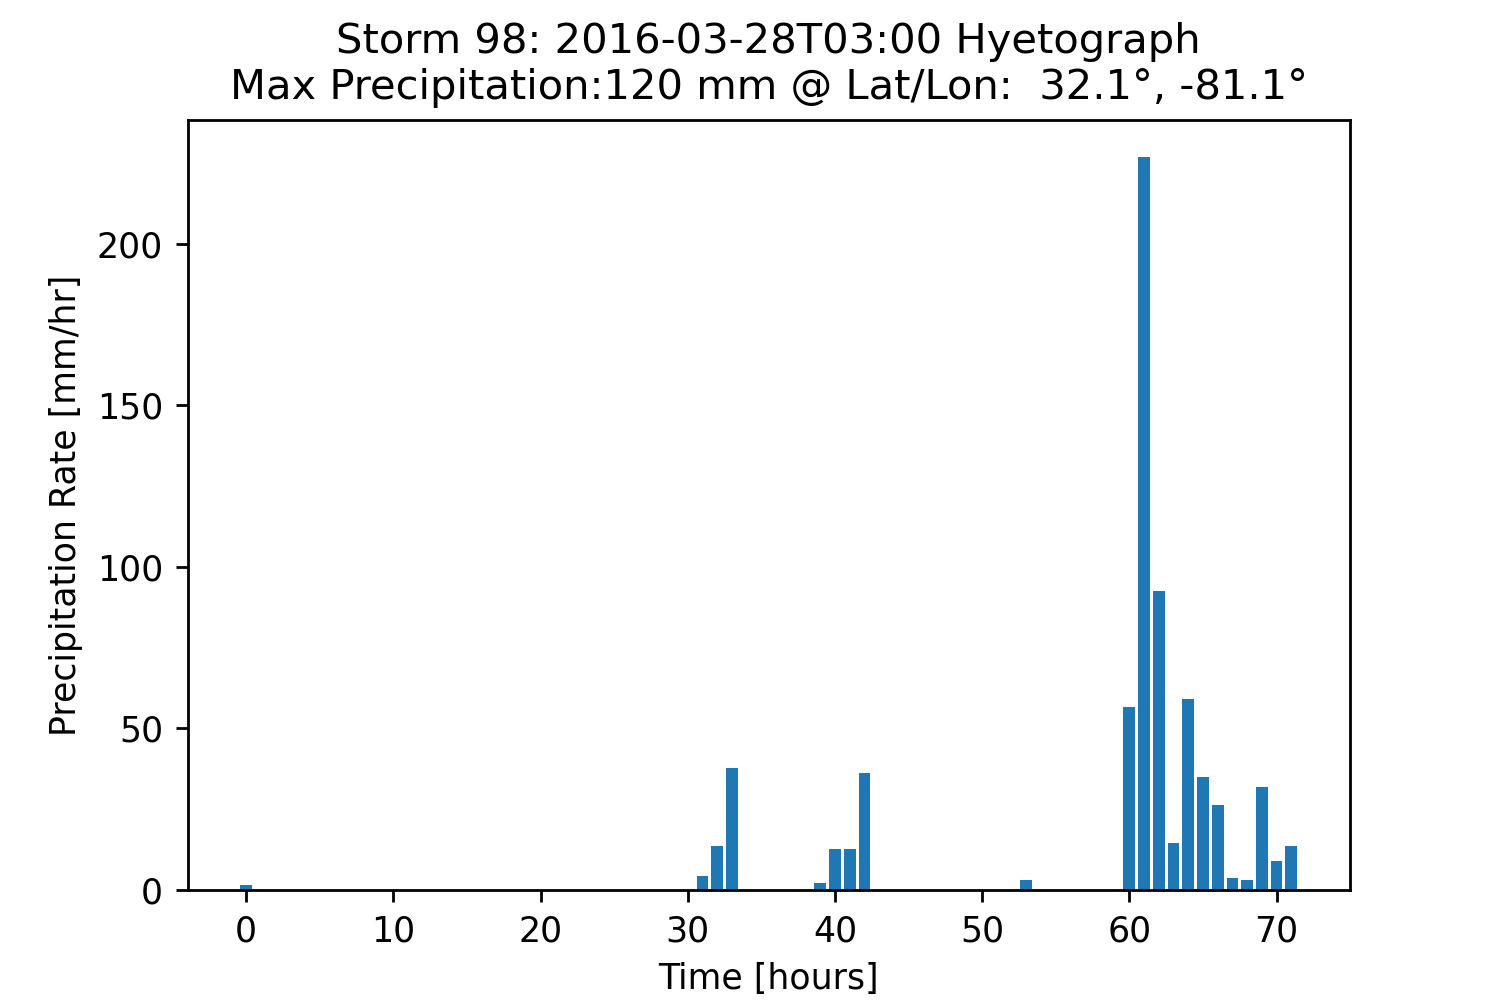 Storm 98: 2016-03-28T03:00 Hyetograph
Max Precipitation:120 mm @ Lat/Lon:  32.1°, -81.1°
Precipitation Rate [mm/hr]
200
150
100
50
0
0 10 20 30 40 50 60 70
Time [hours]